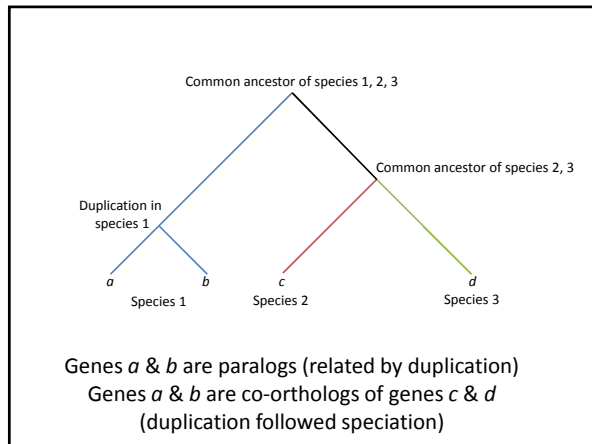 Common ancestor of species 1, 2, 3
Common ancestor of species 2, 3
Duplication in
species 1
a
b
c
d
Species 1
Species 2
Species 3
Genes a & b are paralogs (related by duplication)
Genes a & b are co-orthologs of genes c & d
(duplication followed speciation)